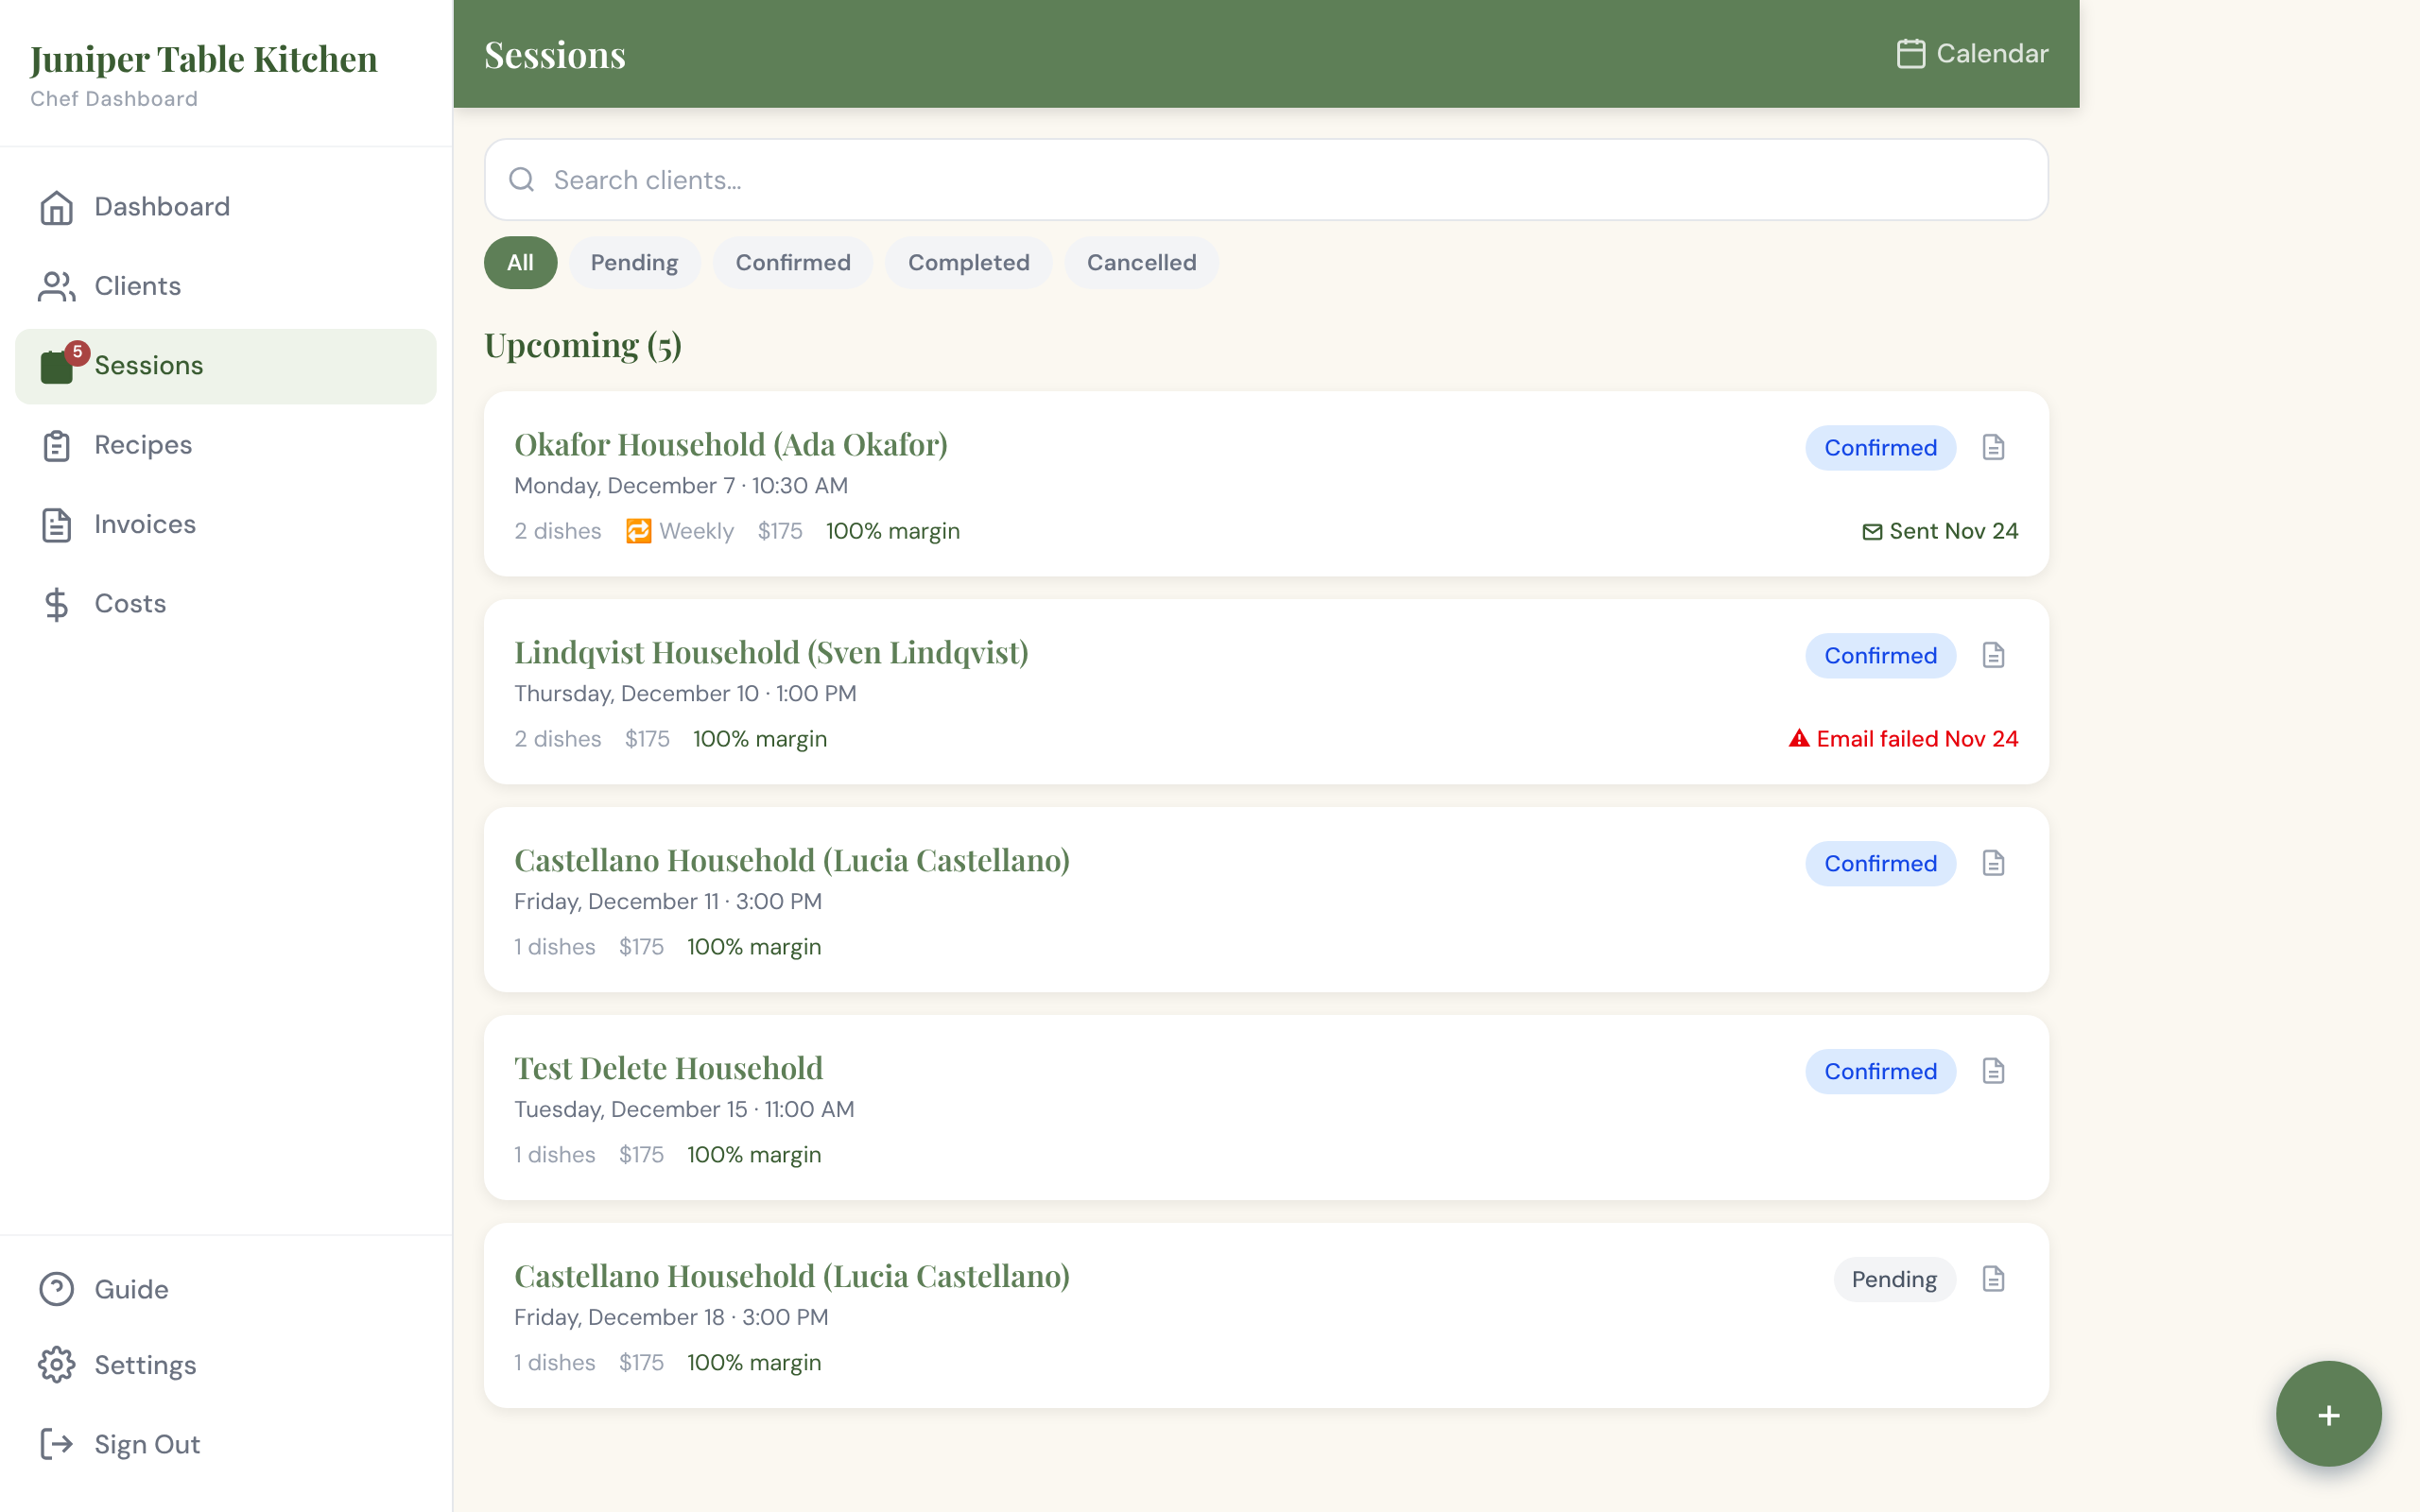 Juniper Table Kitchen
Chef Dashboard
Dashboard
Clients
5
Sessions
Recipes
Invoices
Costs
Guide
Settings
Sign Out
Sessions
Calendar
Search clients...
All
Pending
Confirmed
Completed
Cancelled
Upcoming (5)
Okafor Household (Ada Okafor)
Confirmed
Monday, December 7 · 10:30 AM
2 dishes Weekly $175 100% margin
Sent Nov 24
Lindqvist Household (Sven Lindqvist)
Confirmed
Thursday, December 10 · 1:00 PM
2 dishes $175 100% margin
Email failed Nov 24
Castellano Household (Lucia Castellano)
Confirmed
Friday, December 11 · 3:00 PM
1 dishes $175 100% margin
Test Delete Household
Confirmed
Tuesday, December 15 · 11:00 AM
1 dishes $175 100% margin
Castellano Household (Lucia Castellano)
Pending
Friday, December 18 · 3:00 PM
1 dishes $175 100% margin
+